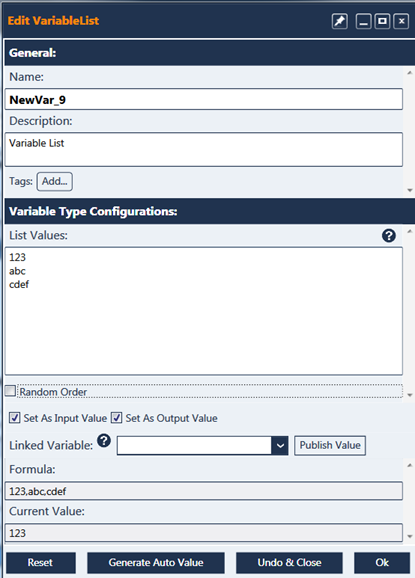 Edit VariableList
General:
Name:
NewVar_9
Description:
Variable List
Tags: Add...
Variable Type Configurations:
List Values: ?
123
abc
cdef
Random Order
Set As Input Value Set As Output Value
Linked Variable: ? Publish Value
Formula:
123,abc,cdef
Current Value:
123
Reset Generate Auto Value Undo & Close Ok